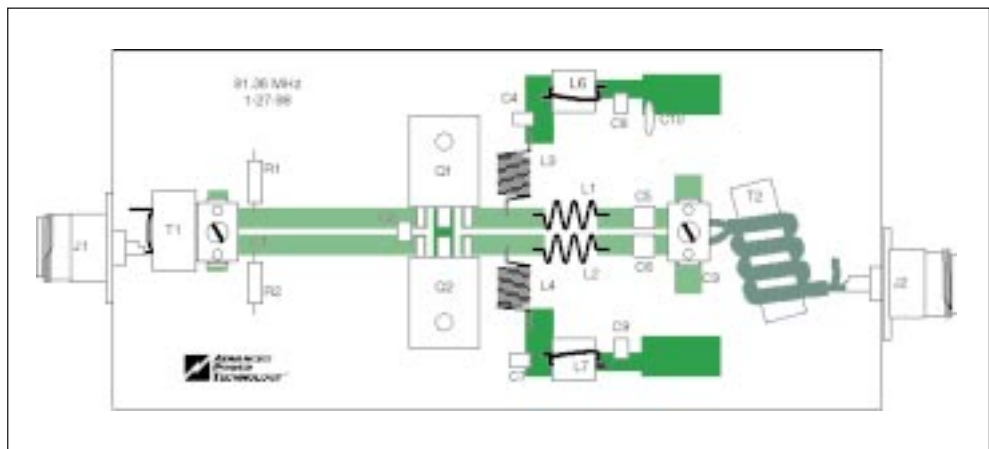 81.36 MHz
1-27-98
C4
L6
C8
C10
R1
Q1
L3
L1
C5
T2
J1
T1
L2
C6
C3
J2
R2
Q2
L4
C9
C7
L7
ADVANCED
POWER
TECHNOLOGY